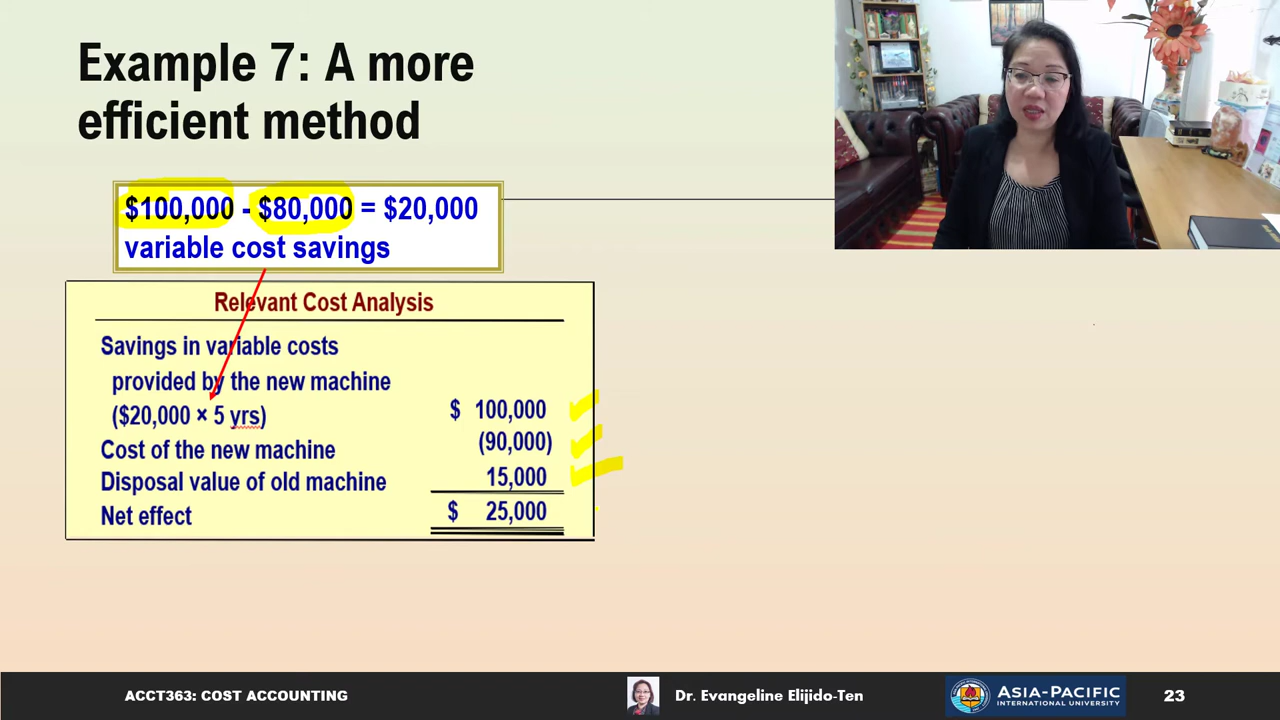 Example 7: A more
efficient method
$100,000 - $80,000 = $20,000
variable cost savings
Relevant Cost Analysis
Savings in variable costs
provided by the new machine
($20,000 × 5 yrs) $ 100,000
Cost of the new machine (90,000)
Disposal value of old machine 15,000
Net effect $ 25,000
ACCT363: COST ACCOUNTING
Dr. Evangeline Elijido-Ten
ASIA-PACIFIC
INTERNATIONAL UNIVERSITY
23